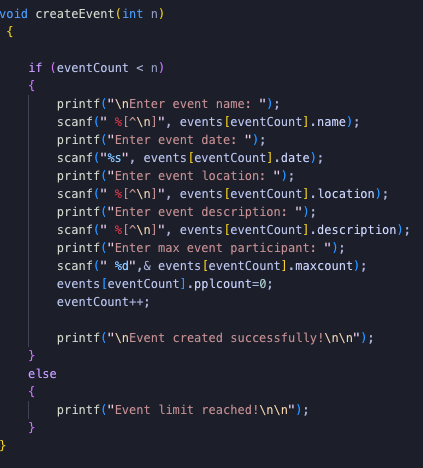 void createEvent(int n)
{
if (eventCount < n)
{
printf("\nEnter event name: ");
scanf(" %[^\n]", events[eventCount].name);
printf("Enter event date: ");
scanf("%s", events[eventCount].date);
printf("Enter event location: ");
scanf(" %[^\n]", events[eventCount].location);
printf("Enter event description: ");
scanf(" %[^\n]", events[eventCount].description);
printf("Enter max event participant: ");
scanf(" %d",& events[eventCount].maxcount);
events[eventCount].pplcount=0;
eventCount++;
printf("\nEvent created successfully!\n\n");
}
else
{
printf("Event limit reached!\n\n");
}
}